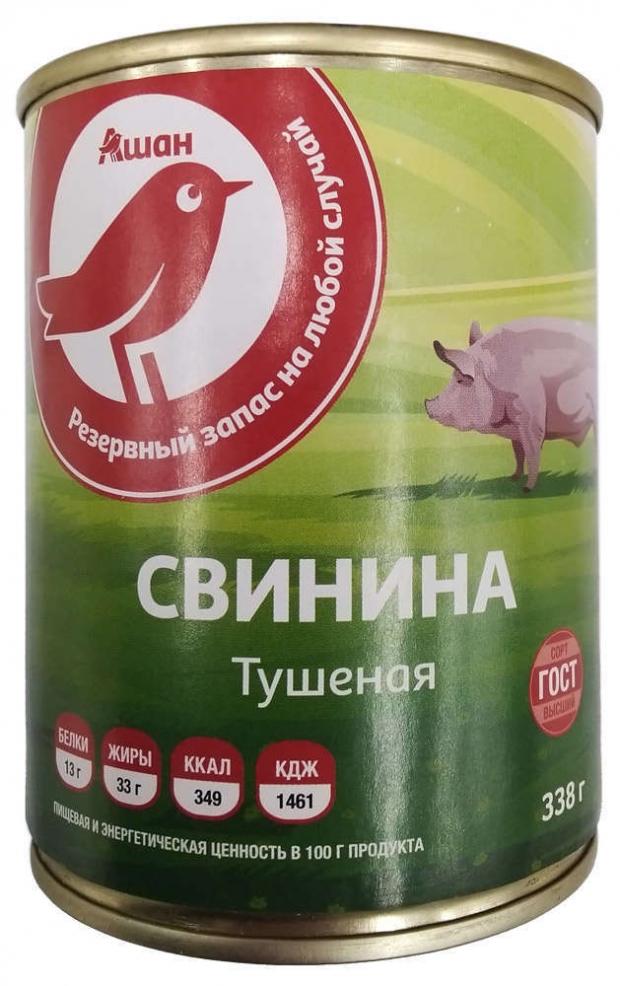 Ашан
Резервный запас на любой случай
СВИНИНА
Тушеная
СОРТ
ГОСТ
ВЫСШИЙ
БЕЛКИ
13 г
ЖИРЫ
33 г
ККАЛ
349
КДЖ
1461
338 г
ПИЩЕВАЯ И ЭНЕРГЕТИЧЕСКАЯ ЦЕННОСТЬ В 100 Г ПРОДУКТА